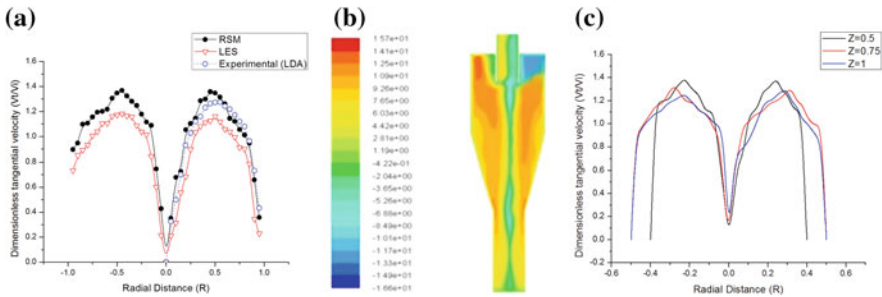 (a)
RSM
LES
Experimental (LDA)
Dimensionless tangential velocity (Vt/Vi)
1.6
1.4
1.2
1.0
0.8
0.6
0.4
0.2
0.0
-1.0
-0.5
0.0
0.5
1.0
Radial Distance (R)
(b)
1.57e+01
1.41e+01
1.25e+01
1.09e+01
9.26e+00
7.65e+00
6.03e+00
4.42e+00
2.81e+00
1.19e+00
-4.22e-01
-2.04e+00
-3.65e+00
-5.26e+00
-6.88e+00
-8.49e+00
-1.01e+01
-1.17e+01
-1.33e+01
-1.49e+01
-1.66e+01
(c)
Z=0.5
Z=0.75
Z=1
Dimensionless tangential velocity (Vt/Vi)
1.6
1.4
1.2
1.0
0.8
0.6
0.4
0.2
0.0
-0.2
-0.6
-0.4
-0.2
0.0
0.2
0.4
0.6
Radial Distance (R)